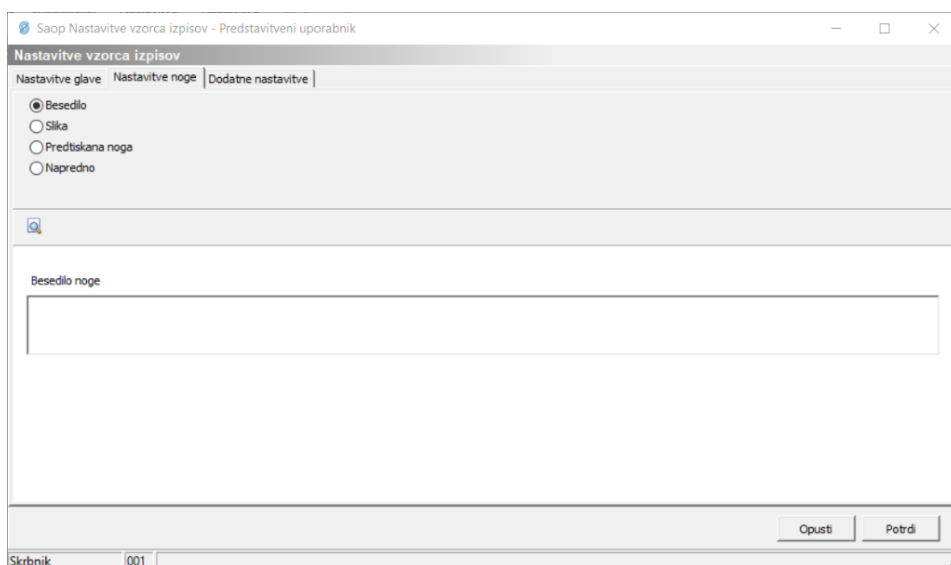 Saop Nastavitve vzorca izpisov - Predstavitveni uporabnik
Nastavitve vzorca izpisov
Nastavitve glave Nastavitve noge Dodatne nastavitve
Besedilo
Slika
Predtiskana noga
Napredno
Besedilo noge
Opusti Potrdi
Skrbnik 001